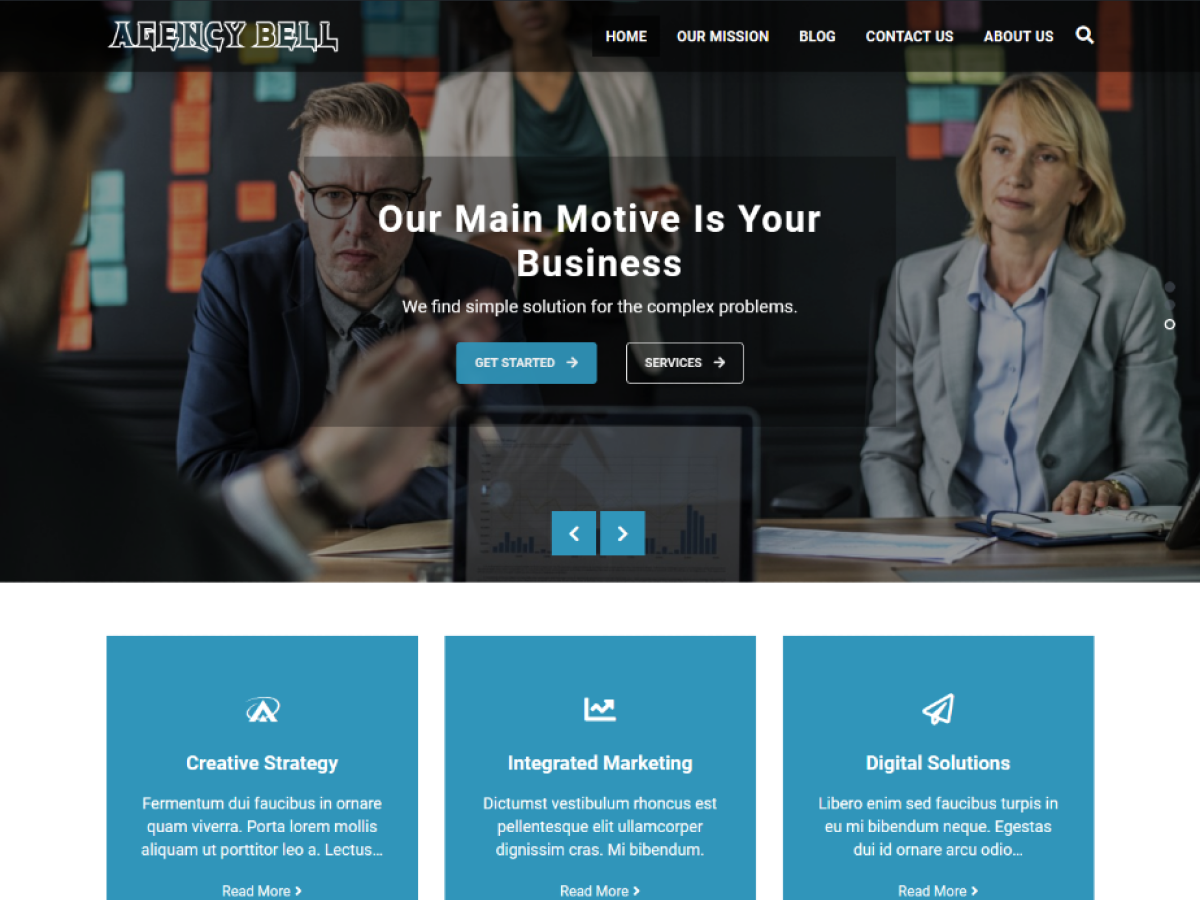 AGENCY BELL
HOME OUR MISSION BLOG CONTACT US ABOUT US
Our Main Motive Is Your
Business
We find simple solution for the complex problems.
GET STARTED SERVICES
Creative Strategy
Fermentum dui faucibus in ornare
quam viverra. Porta lorem mollis
aliquam ut porttitor leo a. Lectus...
Read More
Integrated Marketing
Dictumst vestibulum rhoncus est
pellentesque elit ullamcorper
dignissim cras. Mi bibendum.
Read More
Digital Solutions
Libero enim sed faucibus turpis in
eu mi bibendum neque. Egestas
dui id ornare arcu odio...
Read More